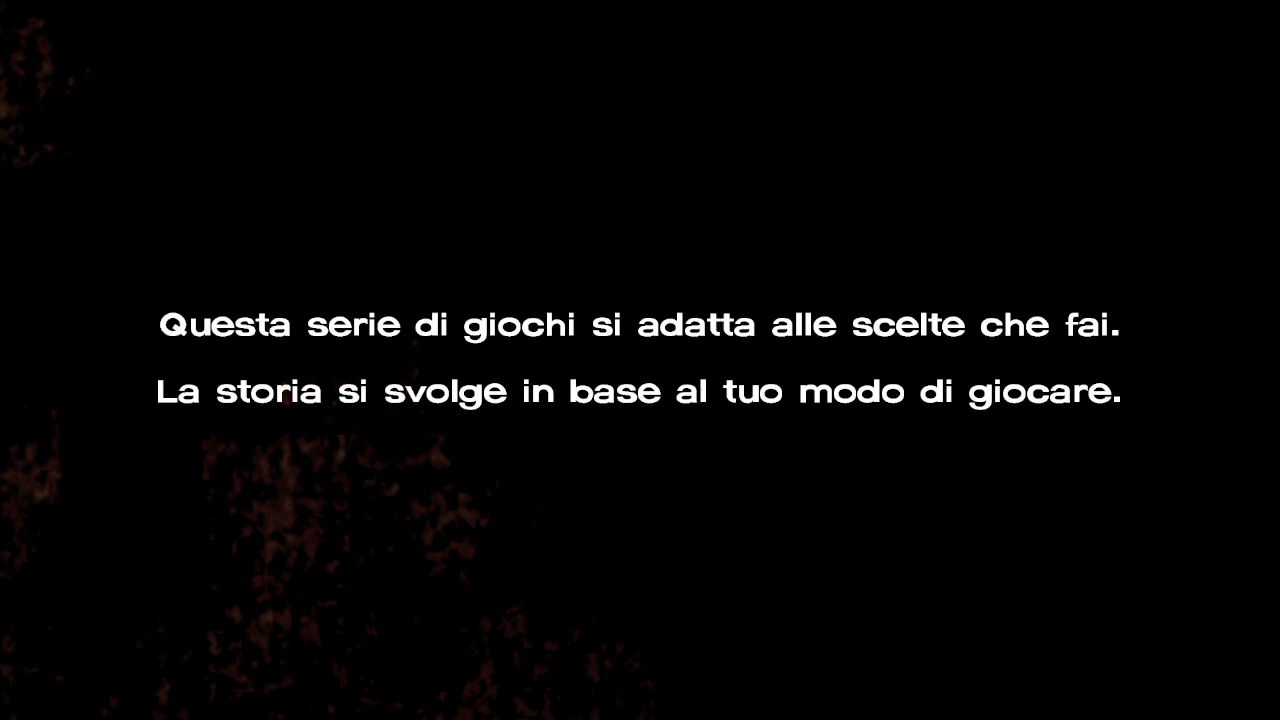 Questa serie di giochi si adatta alle scelte che fai.
La storia si svolge in base al tuo modo di giocare.